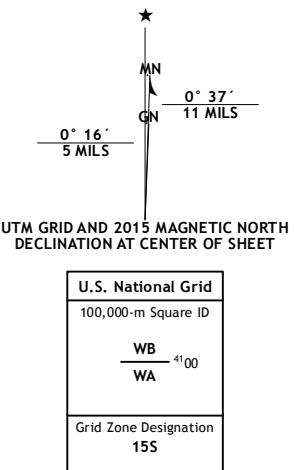 ★
MN
0° 37´
11 MILS
GN
0° 16´
5 MILS
UTM GRID AND 2015 MAGNETIC NORTH
DECLINATION AT CENTER OF SHEET
U.S. National Grid
100,000-m Square ID
WB
4100
WA
Grid Zone Designation
15S